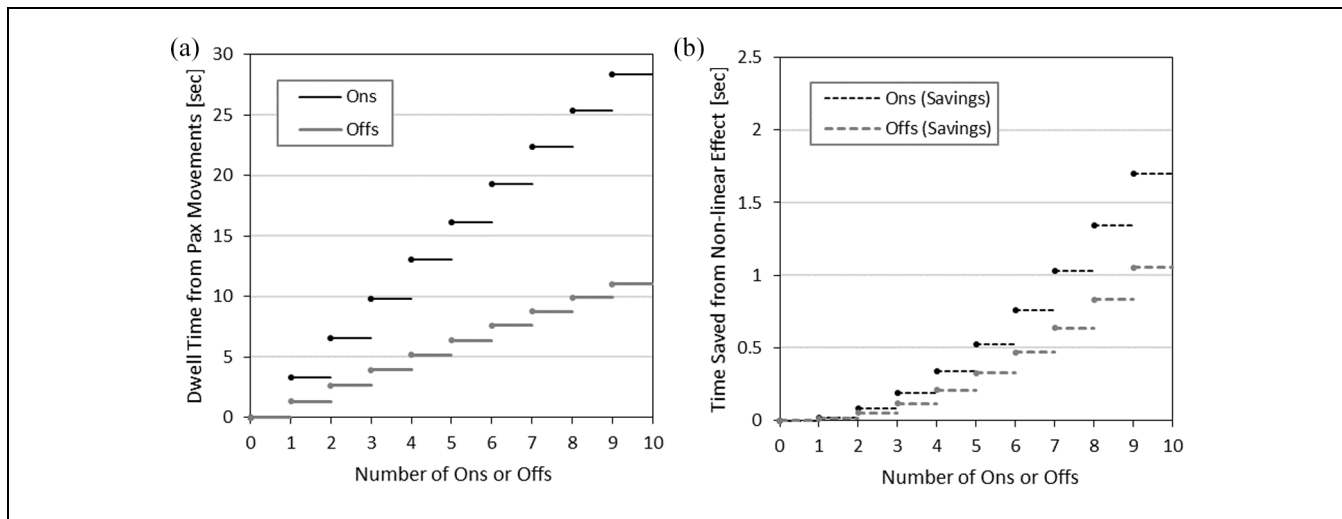 (a)
30
25
20
15
10
5
0
Dwell Time from Pax Movements [sec]
Ons
Offs
0 1 2 3 4 5 6 7 8 9 10
Number of Ons or Offs
(b)
2.5
2
1.5
1
0.5
0
Time Saved from Non-linear Effect [sec]
Ons (Savings)
Offs (Savings)
0 1 2 3 4 5 6 7 8 9 10
Number of Ons or Offs